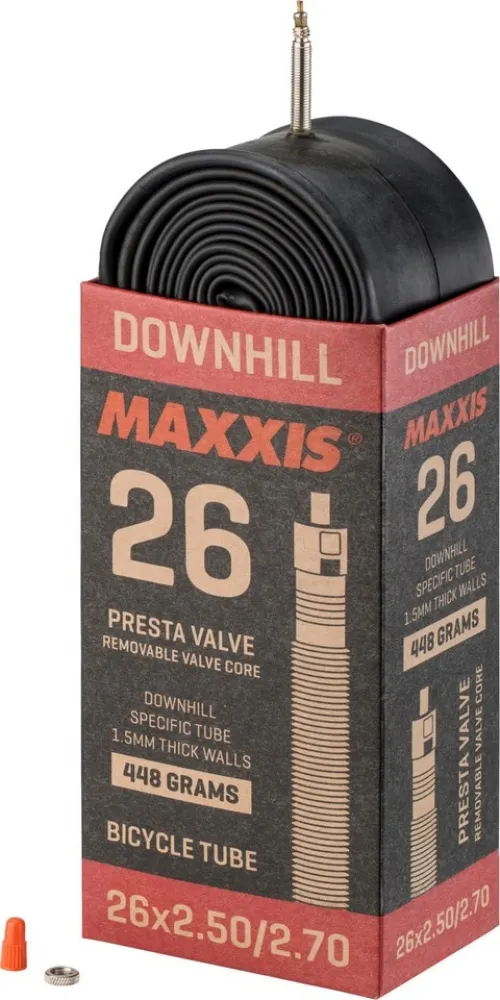 DOWNHILL
MAXXIS®
26
PRESTA VALVE
REMOVABLE VALVE CORE
DOWNHILL
SPECIFIC TUBE
1.5MM THICK WALLS
448 GRAMS
BICYCLE TUBE
26x2.50/2.70
DOWNHILL
MAXXIS
26
DOWNHILL
SPECIFIC TUBE
1.5MM THICK WALLS
448 GRAMS
PRESTA VALVE
REMOVABLE VALVE CORE
26x2.50/2.70